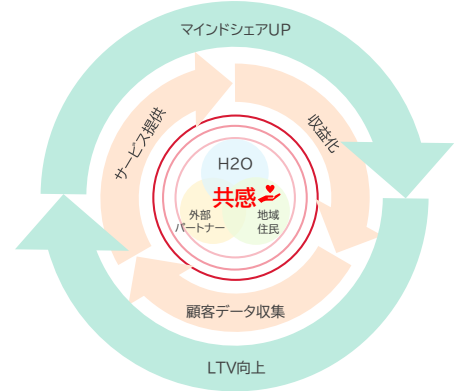 マインドシェアUP
サービス提供
収益化
H2O
共感
外部
パートナー
地域
住民
顧客データ収集
LTV向上